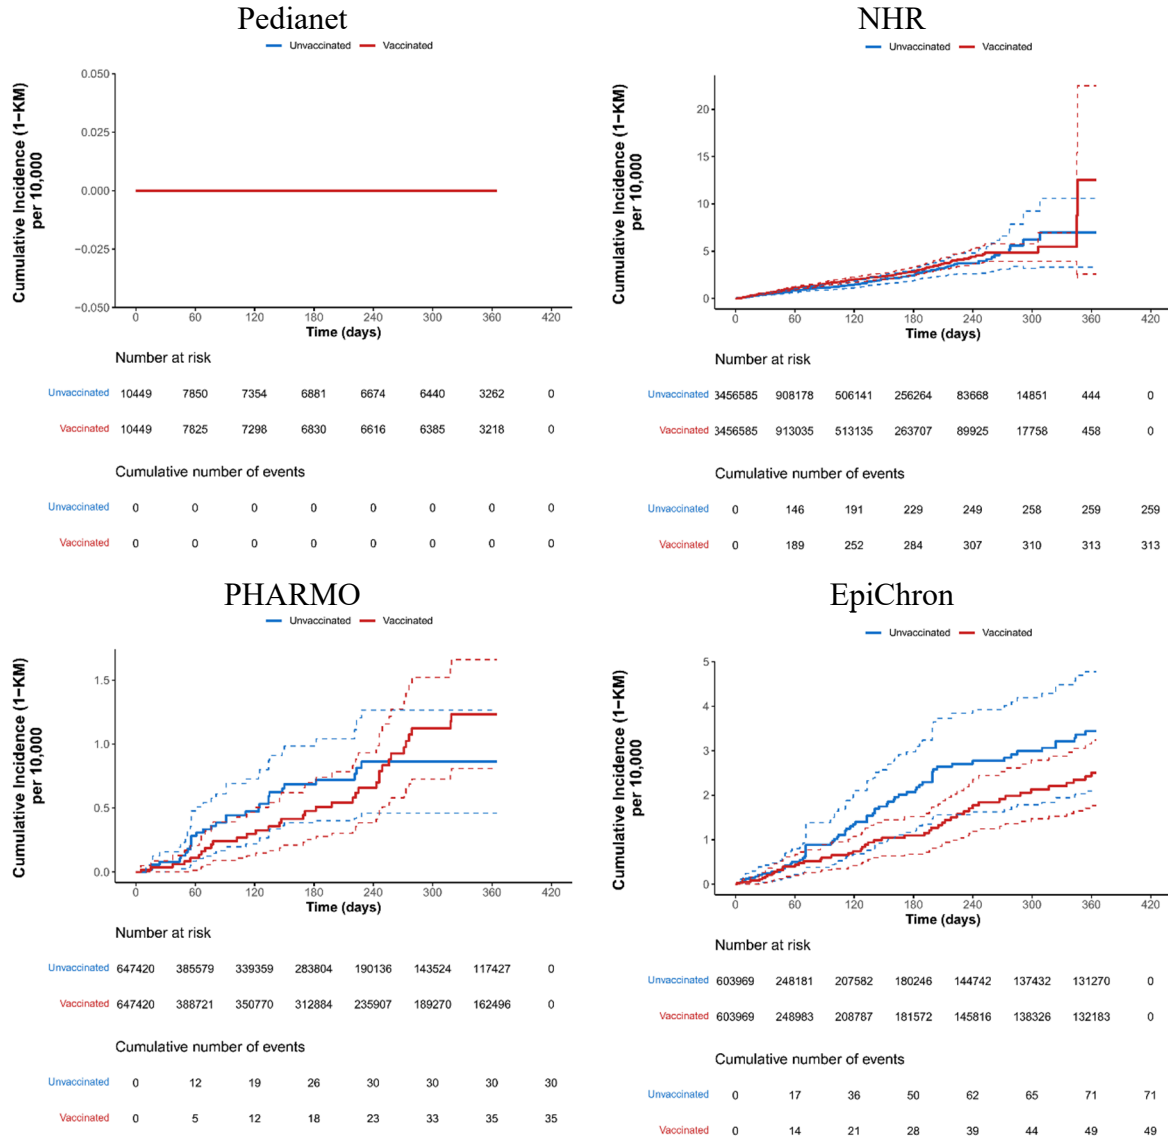 Pedianet
Unvaccinated Vaccinated
Cumulative Incidence (1−KM)
per 10,000
0.050
0.025
0.000
−0.025
−0.050
0 60 120 180 240 300 360 420
Time (days)
Number at risk
Unvaccinated 10449 7850 7354 6881 6674 6440 3262 0
Vaccinated 10449 7825 7298 6830 6616 6385 3218 0
Cumulative number of events
Unvaccinated 0 0 0 0 0 0 0 0
Vaccinated 0 0 0 0 0 0 0 0
NHR
Unvaccinated Vaccinated
Cumulative Incidence (1−KM)
per 10,000
20
15
10
5
0
0 60 120 180 240 300 360 420
Time (days)
Number at risk
Unvaccinated 3456585 908178 506141 256264 83668 14851 444 0
Vaccinated 3456585 913035 513135 263707 89925 17758 458 0
Cumulative number of events
Unvaccinated 0 146 191 229 249 258 259 259
Vaccinated 0 189 252 284 307 310 313 313
PHARMO
Unvaccinated Vaccinated
Cumulative Incidence (1−KM)
per 10,000
1.5
1.0
0.5
0.0
0 60 120 180 240 300 360 420
Time (days)
Number at risk
Unvaccinated 647420 385579 339359 283804 190136 143524 117427 0
Vaccinated 647420 388721 350770 312884 235907 189270 162496 0
Cumulative number of events
Unvaccinated 0 12 19 26 30 30 30 30
Vaccinated 0 5 12 18 23 33 35 35
EpiChron
Unvaccinated Vaccinated
Cumulative Incidence (1−KM)
per 10,000
5
4
3
2
1
0
0 60 120 180 240 300 360 420
Time (days)
Number at risk
Unvaccinated 603969 248181 207582 180246 144742 137432 131270 0
Vaccinated 603969 248983 208787 181572 145816 138326 132183 0
Cumulative number of events
Unvaccinated 0 17 36 50 62 65 71 71
Vaccinated 0 14 21 28 39 44 49 49